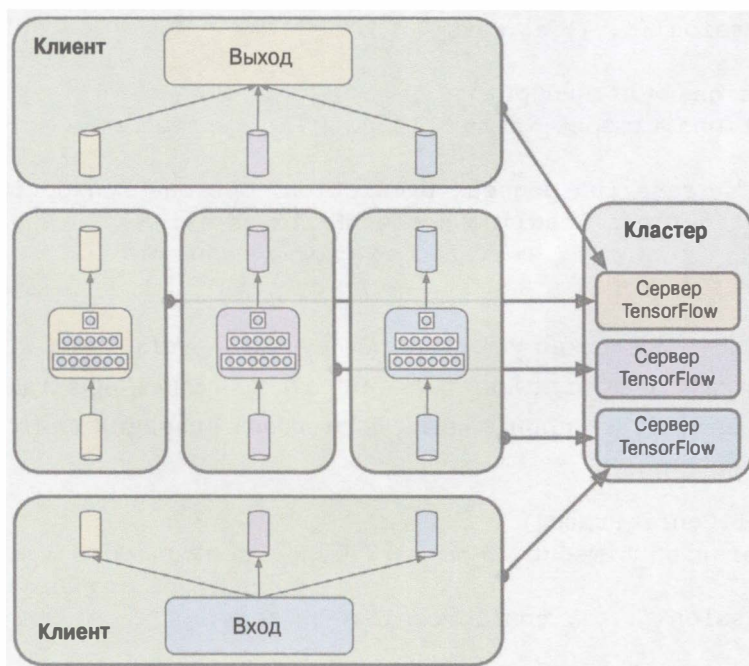 Клиент
Выход
Кластер
Сервер
TensorFlow
Сервер
TensorFlow
Сервер
TensorFlow
Вход
Клиент